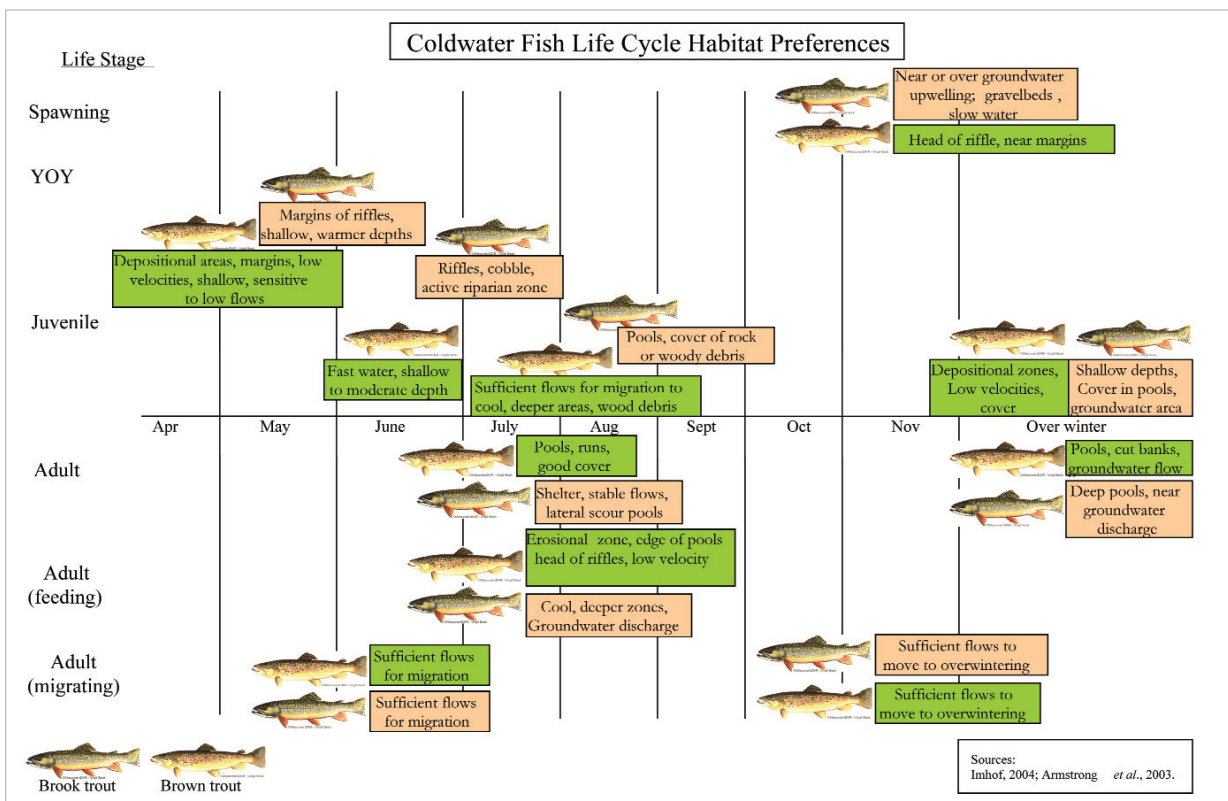 Coldwater Fish Life Cycle Habitat Preferences
Life Stage
Spawning
Near or over groundwater
upwelling; gravelbeds ,
slow water
Head of riffle, near margins
YOY
Margins of riffles,
shallow, warmer depths
Depositional areas, margins, low
velocities, shallow, sensitive
to low flows
Riffles, cobble,
active riparian zone
Juvenile
Fast water, shallow
to moderate depth
Pools, cover of rock
or woody debris
Sufficient flows for migration to
cool, deeper areas, wood debris
Depositional zones,
Low velocities,
cover
Shallow depths,
Cover in pools,
groundwater area
Apr May June July Aug Sept Oct Nov Over winter
Adult
Pools, runs,
good cover
Shelter, stable flows,
lateral scour pools
Pools, cut banks,
groundwater flow
Deep pools, near
groundwater
discharge
Adult
(feeding)
Erosional zone, edge of pools
head of riffles, low velocity
Cool, deeper zones,
Groundwater discharge
Adult
(migrating)
Sufficient flows
for migration
Sufficient flows
for migration
Sufficient flows to
move to overwintering
Sufficient flows to
move to overwintering
Brook trout
Brown trout
Sources:
Imhof, 2004; Armstrong et al., 2003.